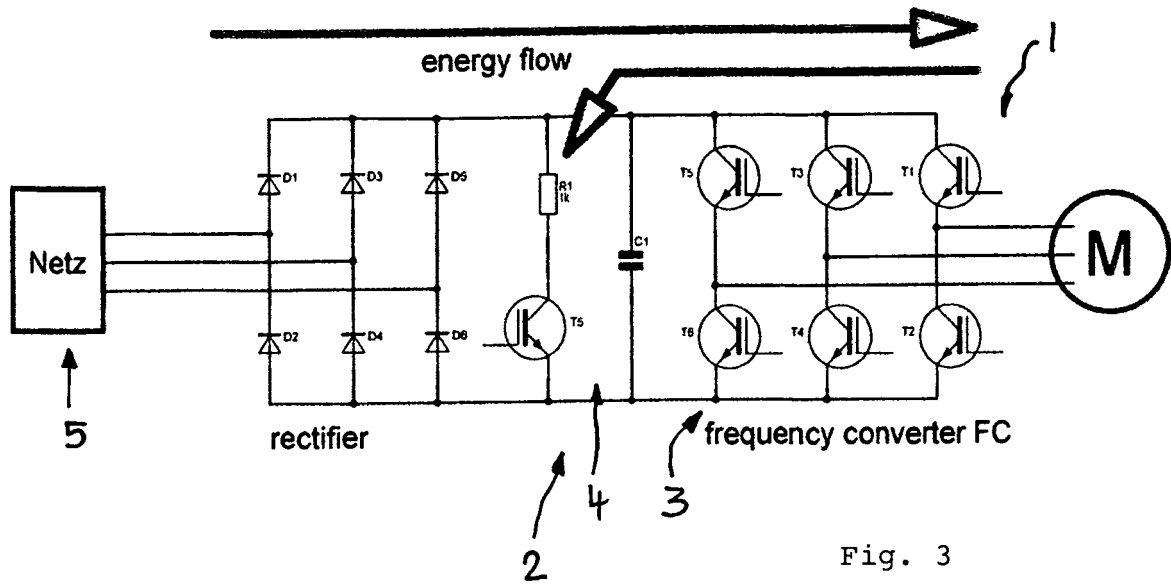 1
energy flow
D1
D3
D5
R1
1k
T5
T3
T1
C1
Netz
M
D2
D4
D6
T5
T6
T4
T2
5
rectifier
4
3
frequency converter FC
2
Fig. 3